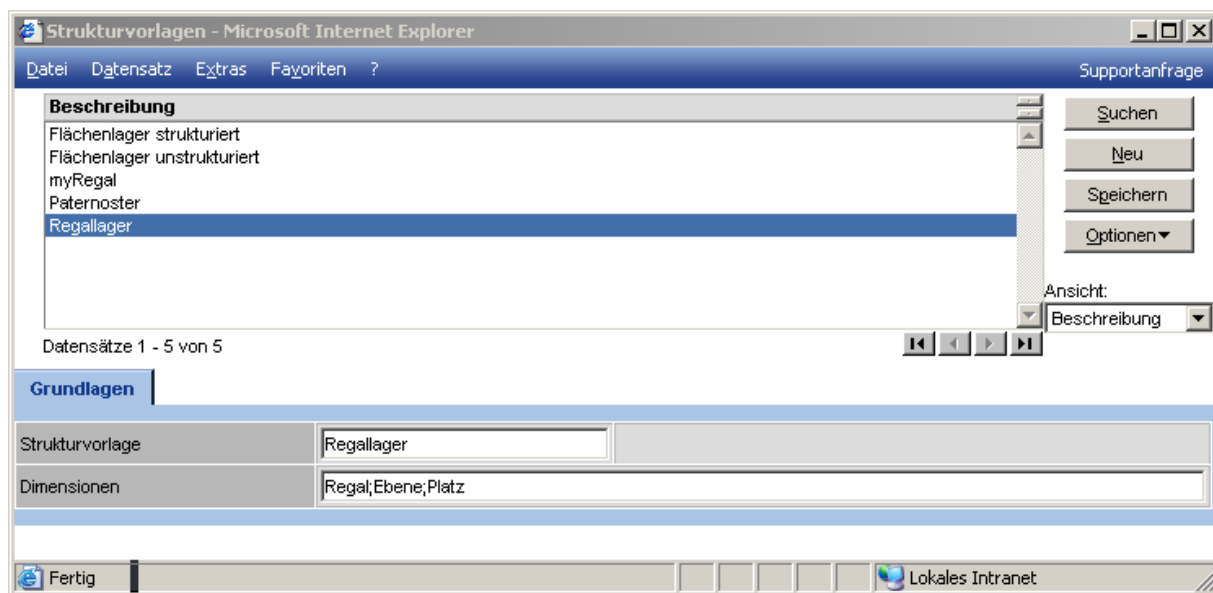 Strukturvorlagen - Microsoft Internet Explorer
Datei Datensatz Extras Favoriten ? Supportanfrage
Beschreibung
Suchen
Flächenlager strukturiert
Flächenlager unstrukturiert
Neu
myRegal
Paternoster
Speichern
Regallager
Optionen
Ansicht:
Beschreibung
Datensätze 1 - 5 von 5
Grundlagen
Strukturvorlage Regallager
Dimensionen Regal;Ebene;Platz
Fertig Lokales Intranet